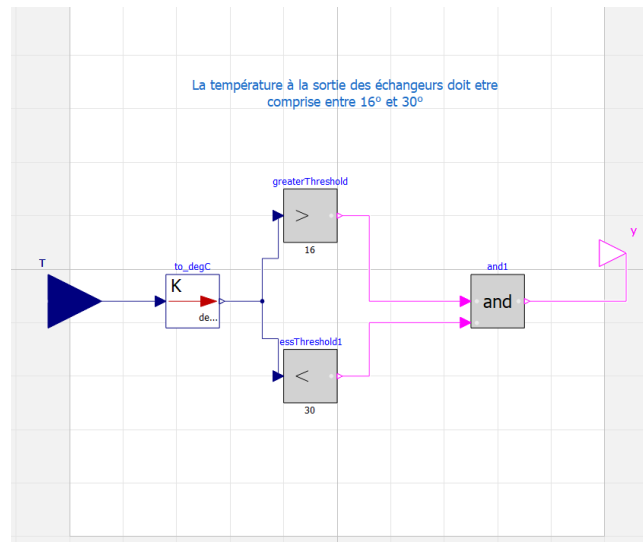 La température à la sortie des échangeurs doit etre
comprise entre 16° et 30°
greaterThreshold
>
16
T
to_degC
K
de...
y
and1
and
essThreshold1
<
30